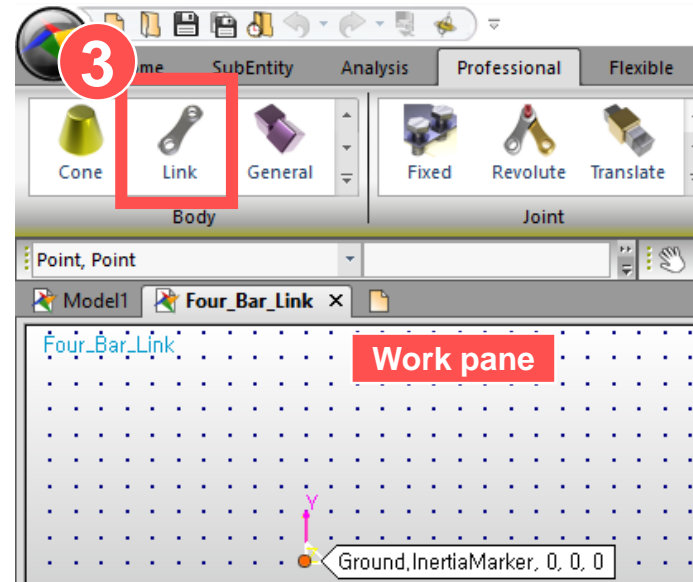 3
me SubEntity Analysis Professional Flexible
Cone Link General Fixed Revolute Translate
Body Joint
Point, Point
Model1 Four_Bar_Link
Four_Bar_Link
Work pane
Y
Ground,InertiaMarker, 0, 0, 0